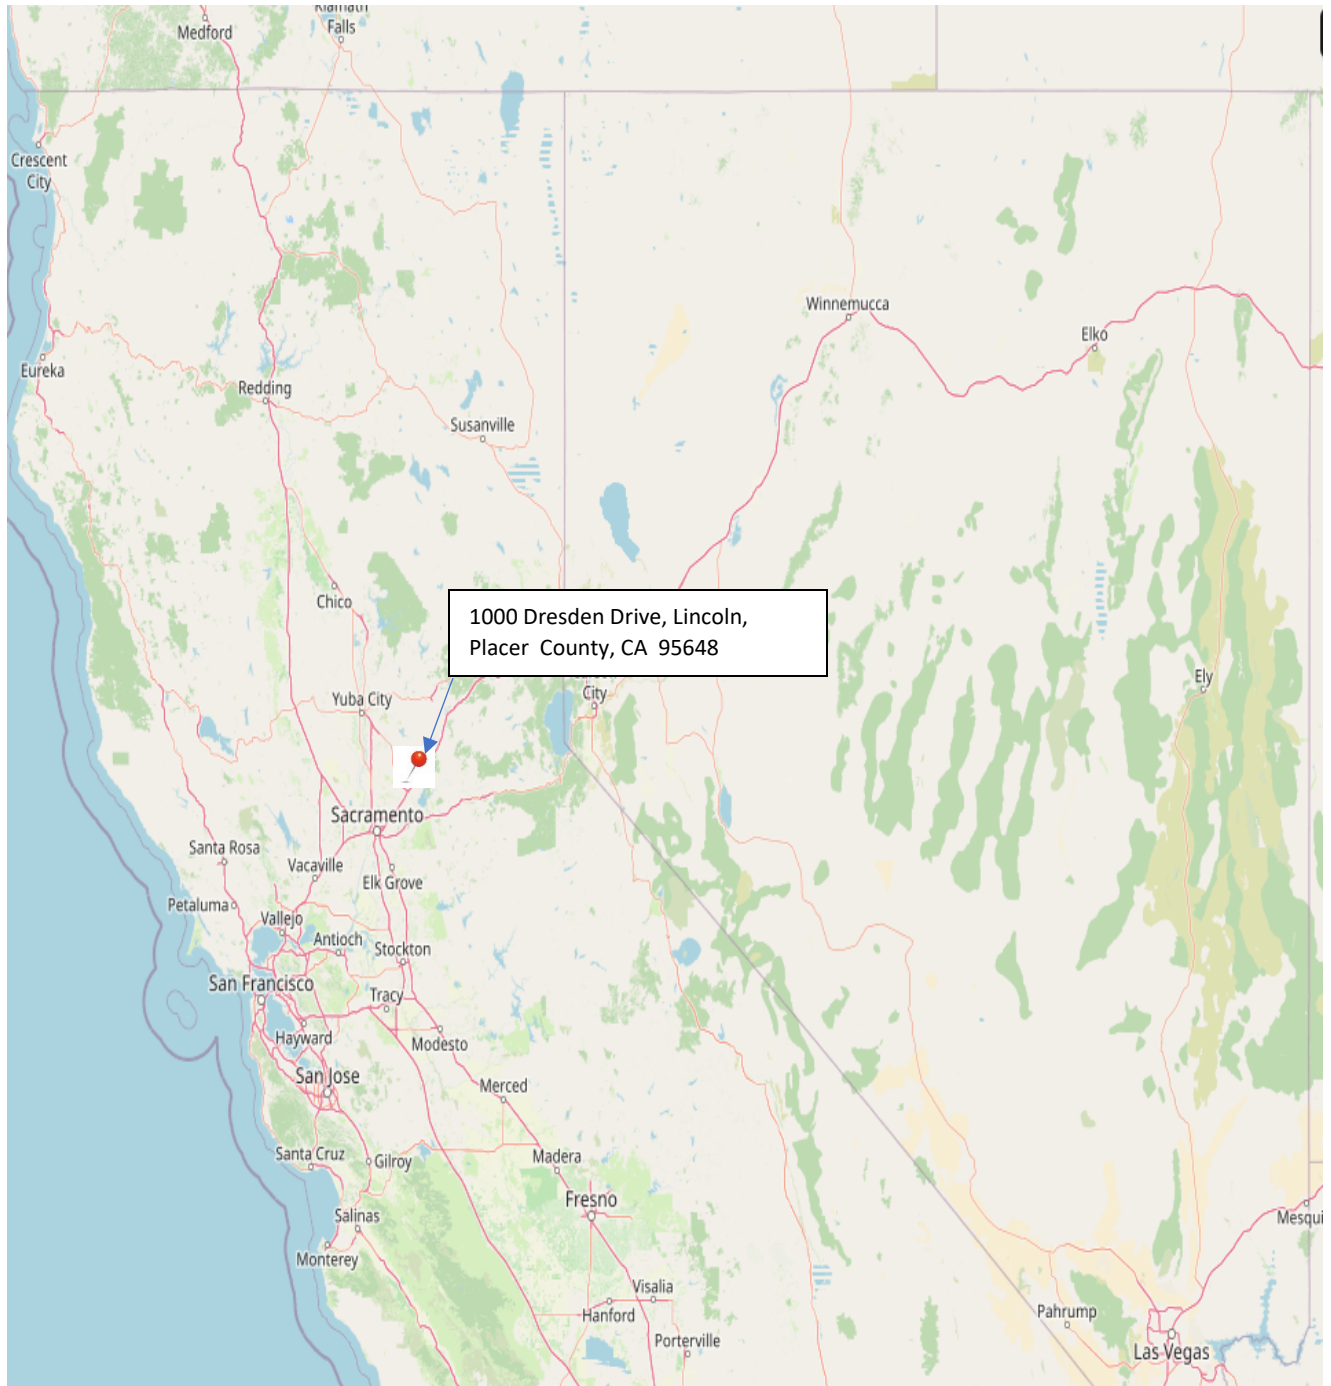 Klamath
Falls
Medford
Crescent
City
Winnemucca
Elko
Eureka
Redding
Susanville
Chico
1000 Dresden Drive, Lincoln,
Placer County, CA 95648
City
Ely
Yuba City
Sacramento
Santa Rosa
Vacaville
Elk Grove
Petaluma
Vallejo
Antioch
Stockton
San Francisco
Tracy
Hayward
Modesto
San Jose
Merced
Santa Cruz
Gilroy
Madera
Fresno
Salinas
Mesqui
Monterey
Visalia
Hanford
Pahrump
Porterville
Las Vegas